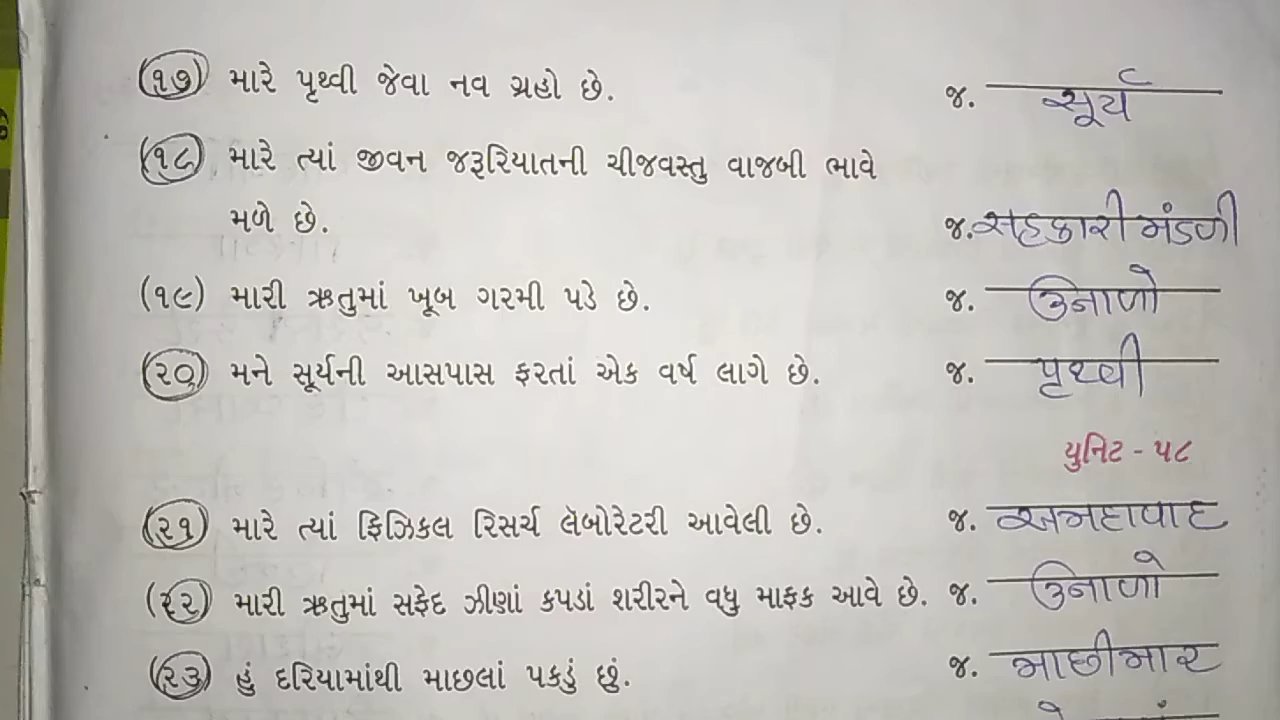 (૧૭) મારે પૃથ્વી જેવા નવ ગ્રહો છે. જ. સૂર્ય
(૧૮) મારે ત્યાં જીવન જરૂરિયાતની ચીજવસ્તુ વાજબી ભાવે
મળે છે. જ. સહકારી મંડળી
(૧૯) મારી ઋતુમાં ખૂબ ગરમી પડે છે. જ. ઉનાળો
(૨૦) મને સૂર્યની આસપાસ ફરતાં એક વર્ષ લાગે છે. જ. પૃથ્વી
યુનિટ - ૫૮
(૨૧) મારે ત્યાં ફિઝિકલ રિસર્ચ લૅબોરેટરી આવેલી છે. જ. અમદાવાદ
(૨૨) મારી ઋતુમાં સફેદ ઝીણાં કપડાં શરીરને વધુ માફક આવે છે. જ. ઉનાળો
(૨૩) હું દરિયામાંથી માછલાં પકડું છું. જ. માછીમાર